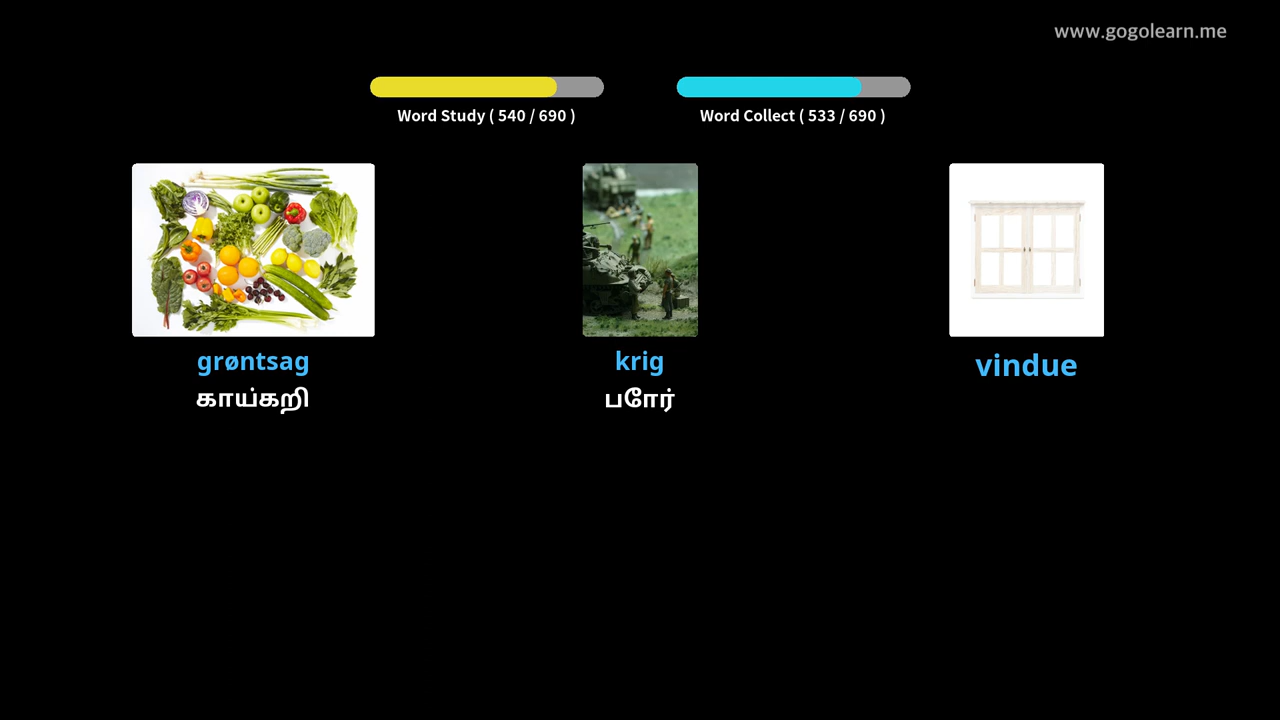 www.gogolearn.me
Word Study ( 540 / 690 )
Word Collect ( 533 / 690 )
grøntsag
krig
vindue
காய்கறி
போர்